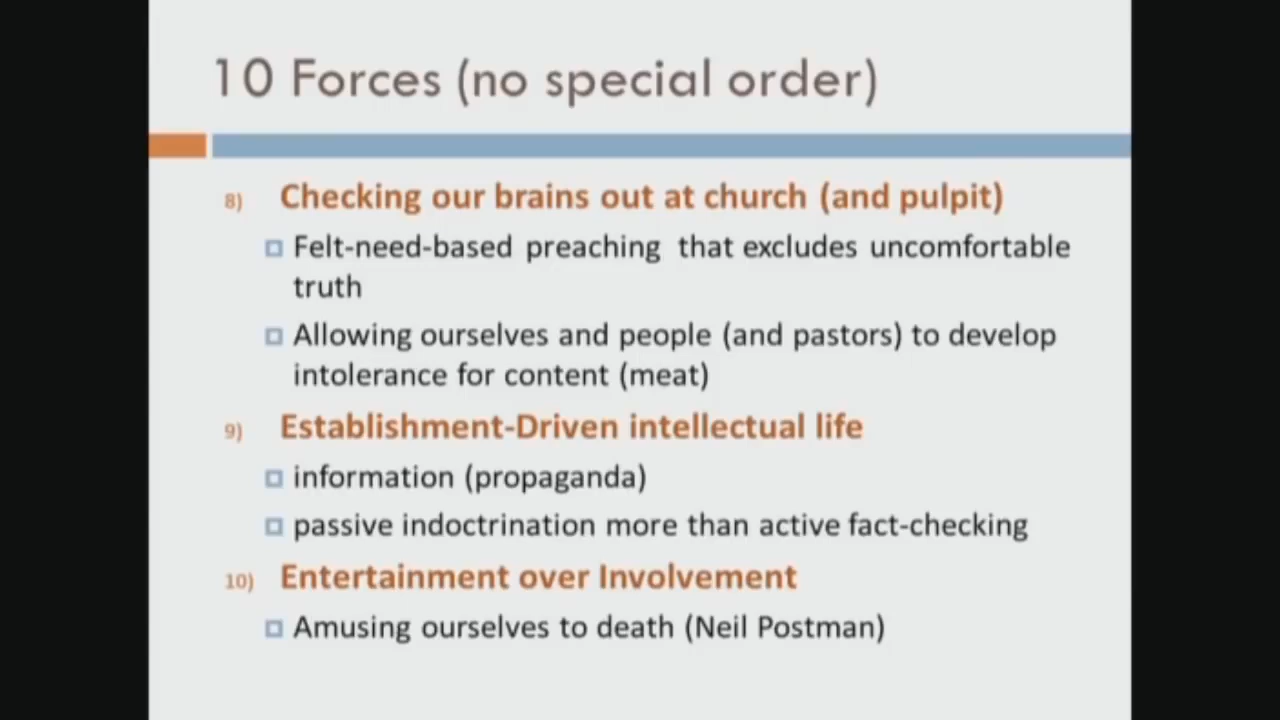 10 Forces (no special order)
8) Checking our brains out at church (and pulpit)
Felt-need-based preaching that excludes uncomfortable
truth
Allowing ourselves and people (and pastors) to develop
intolerance for content (meat)
9) Establishment-Driven intellectual life
information (propaganda)
passive indoctrination more than active fact-checking
10) Entertainment over Involvement
Amusing ourselves to death (Neil Postman)